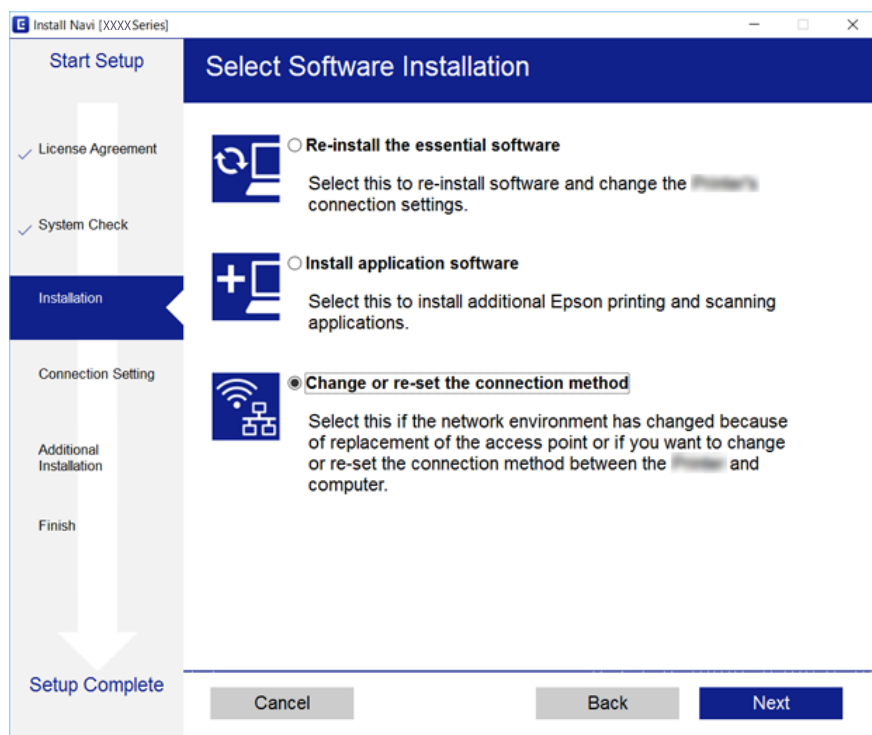 Install Navi [XXXXSeries]
Start Setup
License Agreement
System Check
Installation
Connection Setting
Additional
Installation
Finish
Setup Complete
Select Software Installation
Re-install the essential software
Select this to re-install software and change the
connection settings.
Install application software
Select this to install additional Epson printing and scanning
applications.
Change or re-set the connection method
Select this if the network environment has changed because
of replacement of the access point or if you want to change
or re-set the connection method between the and
computer.
Cancel
Back
Next